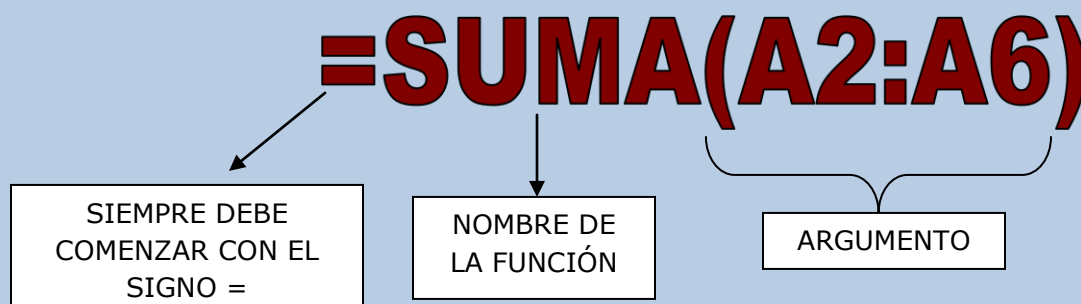 =SUMA(A2:A6)
SIEMPRE DEBE
COMENZAR CON EL
SIGNO =
NOMBRE DE
LA FUNCIÓN
ARGUMENTO